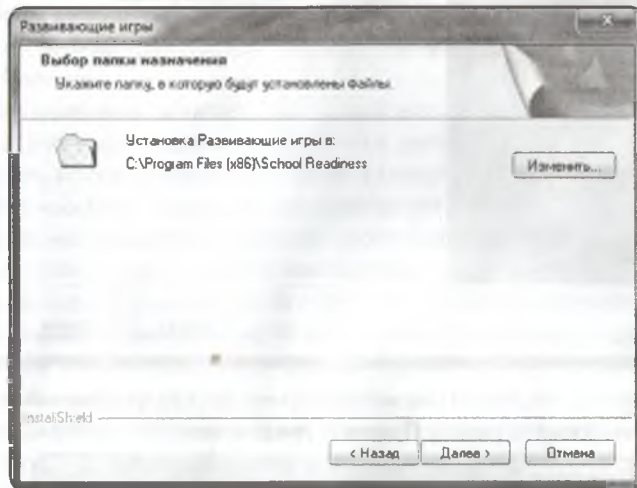 Развивающие игры
Выбор папки назначения
Укажите папку, в которую будут установлены файлы.
Установка Развивающие игры в:
C:\Program Files (x86)\School Readiness
Изменить...
InstallShield
< Назад Далее > Отмена